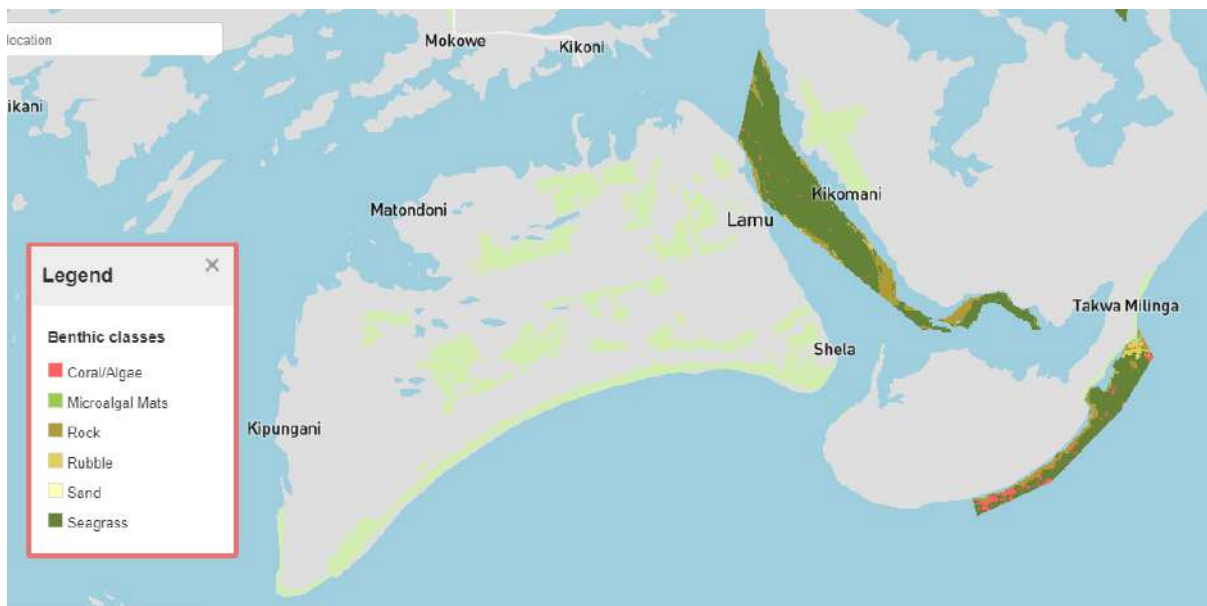 location
Mokowe
Kikoni
ikani
Matondoni
Kikomani
Lamu
Legend ×
Benthic classes
Coral/Algae
Microalgal Mats
Rock
Rubble
Sand
Seagrass
Takwa Milinga
Shela
Kipungani